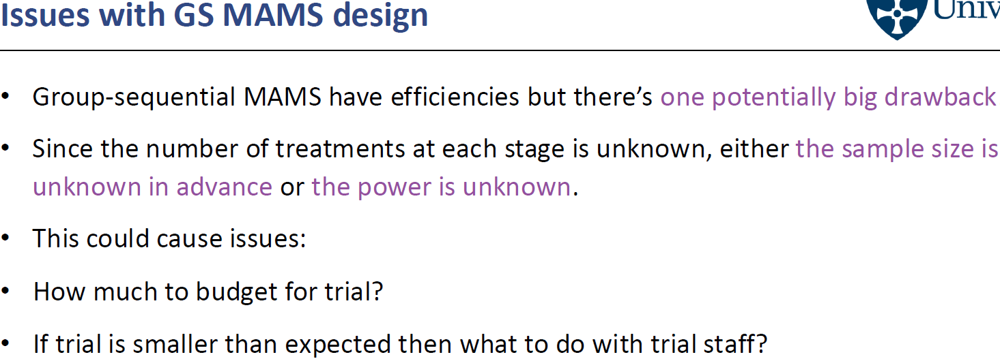 Issues with GS MAMS design
• Group-sequential MAMS have efficiencies but there’s one potentially big drawback
• Since the number of treatments at each stage is unknown, either the sample size is
unknown in advance or the power is unknown.
• This could cause issues:
• How much to budget for trial?
• If trial is smaller than expected then what to do with trial staff?